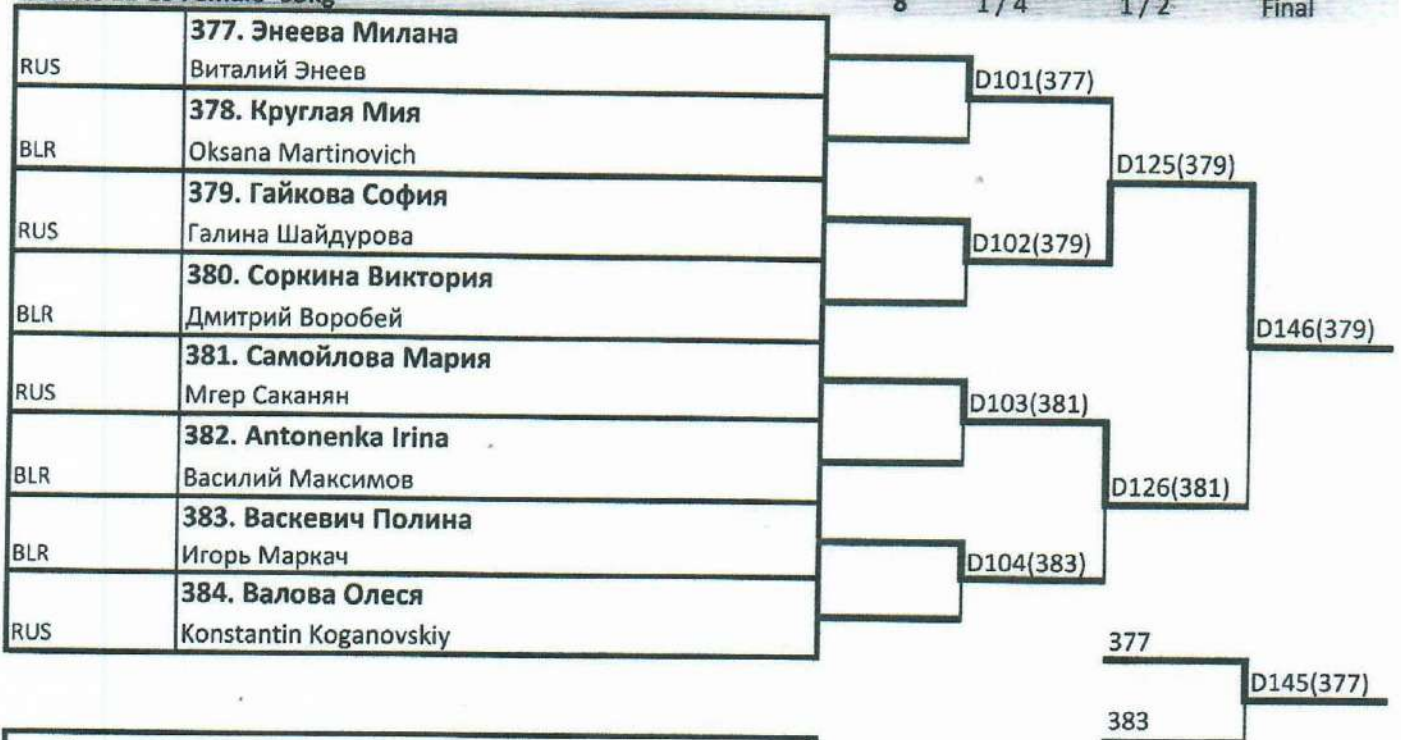 8 1/4 1/2 Final
377. Энеева Милана
RUS Виталий Энеев
378. Круглая Мия
BLR Oksana Martinovich
379. Гайкова София
RUS Галина Шайдурова
380. Соркина Виктория
BLR Дмитрий Воробей
381. Самойлова Мария
RUS Мгер Саканян
382. Antonenka Irina
BLR Василий Максимов
383. Васкевич Полина
BLR Игорь Маркач
384. Валова Олеся
RUS Konstantin Koganovskiy
D101(377)
D102(379)
D103(381)
D104(383)
D125(379)
D126(381)
D146(379)
377
383
D145(377)